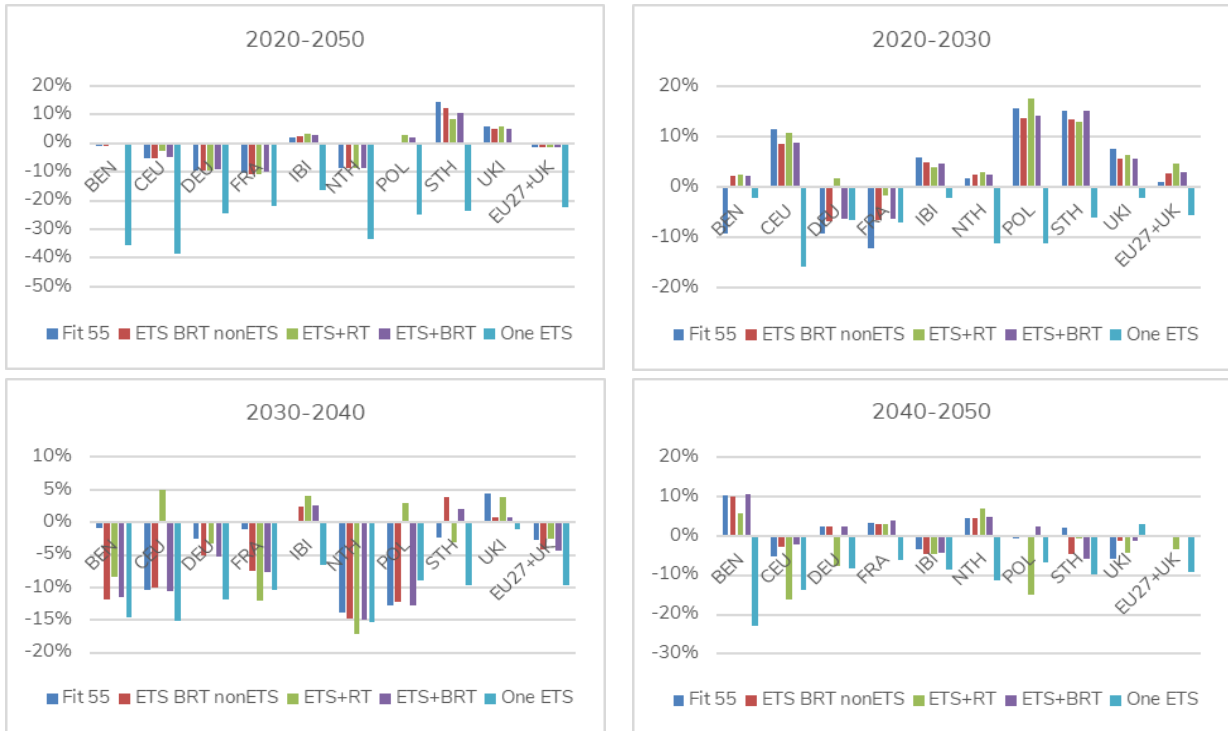 2020-2050
20%
10%
0%
-10%
-20%
-30%
-40%
-50%
BEN
CEU
DEU
FRA
IBI
NTH
POL
STH
UKI
EU27+UK
Fit 55 ETS BRT nonETS ETS+RT ETS+BRT One ETS
2020-2030
20%
10%
0%
-10%
-20%
BEN
CEU
DEU
FRA
IBI
NTH
POL
STH
UKI
EU27+UK
Fit 55 ETS BRT nonETS ETS+RT ETS+BRT One ETS
2030-2040
10%
5%
0%
-5%
-10%
-15%
-20%
BEN
CEU
DEU
FRA
IBI
NTH
POL
STH
UKI
EU27+UK
Fit 55 ETS BRT nonETS ETS+RT ETS+BRT One ETS
2040-2050
20%
10%
0%
-10%
-20%
-30%
BEN
CEU
DEU
FRA
IBI
NTH
POL
STH
UKI
EU27+UK
Fit 55 ETS BRT nonETS ETS+RT ETS+BRT One ETS